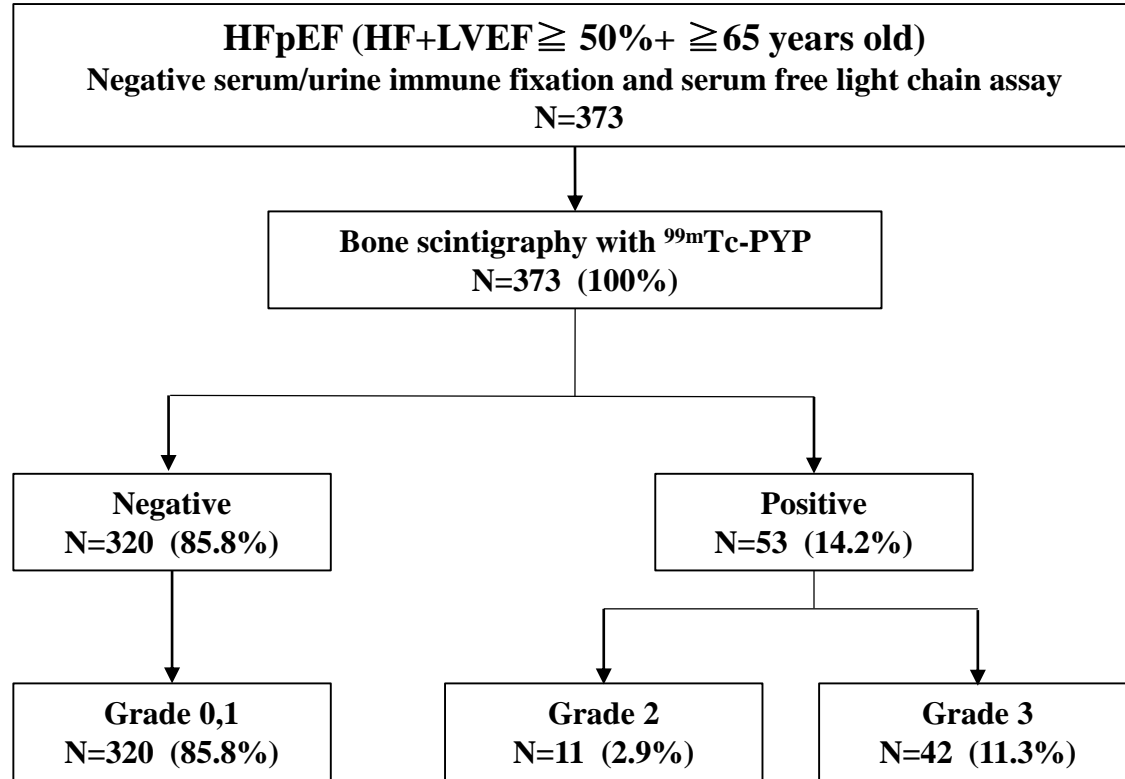 HFpEF (HF+LVEF≧ 50%+ ≧65 years old)
Negative serum/urine immune fixation and serum free light chain assay
N=373
Bone scintigraphy with ⁹⁹ᵐTc-PYP
N=373 (100%)
Negative
N=320 (85.8%)
Positive
N=53 (14.2%)
Grade 0,1
N=320 (85.8%)
Grade 2
N=11 (2.9%)
Grade 3
N=42 (11.3%)